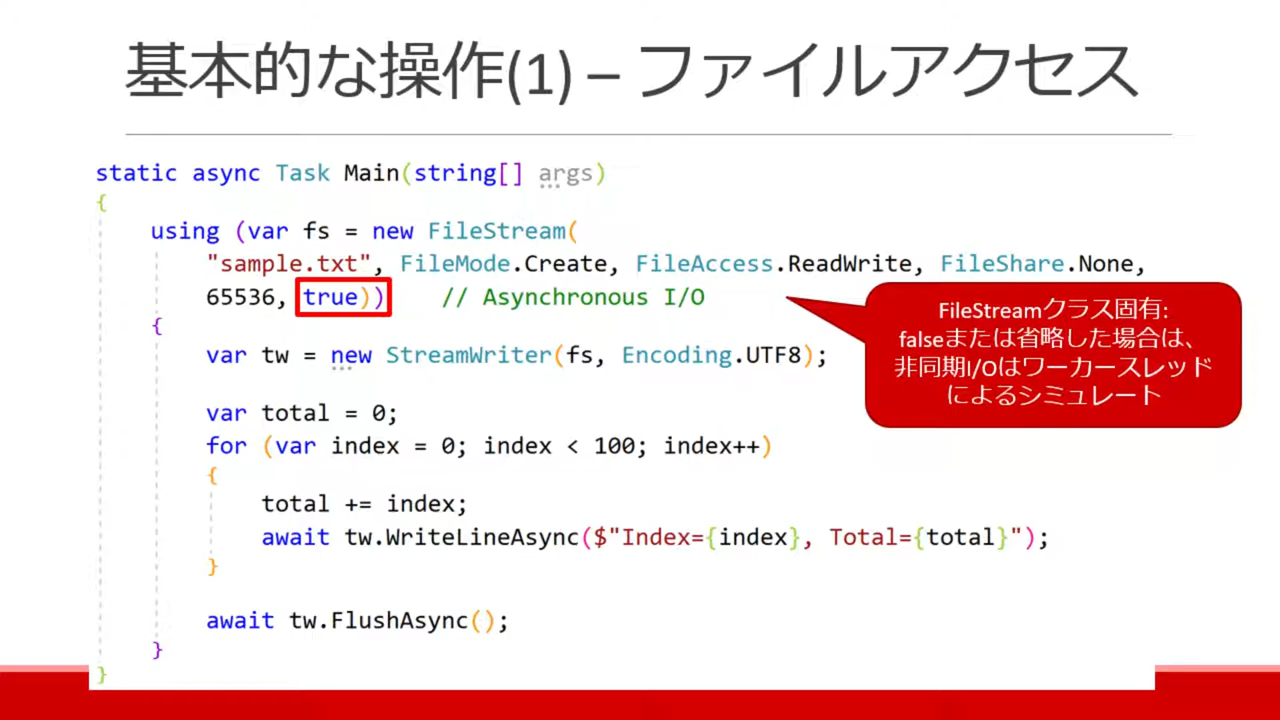 基本的な操作(1) – ファイルアクセス
static async Task Main(string[] args)
{
using (var fs = new FileStream(
"sample.txt", FileMode.Create, FileAccess.ReadWrite, FileShare.None,
65536, true)) // Asynchronous I/O
{
var tw = new StreamWriter(fs, Encoding.UTF8);
var total = 0;
for (var index = 0; index < 100; index++)
{
total += index;
await tw.WriteLineAsync($"Index={index}, Total={total}");
}
await tw.FlushAsync();
}
}
FileStreamクラス固有:
falseまたは省略した場合は、
非同期I/Oはワーカースレッド
によるシミュレート